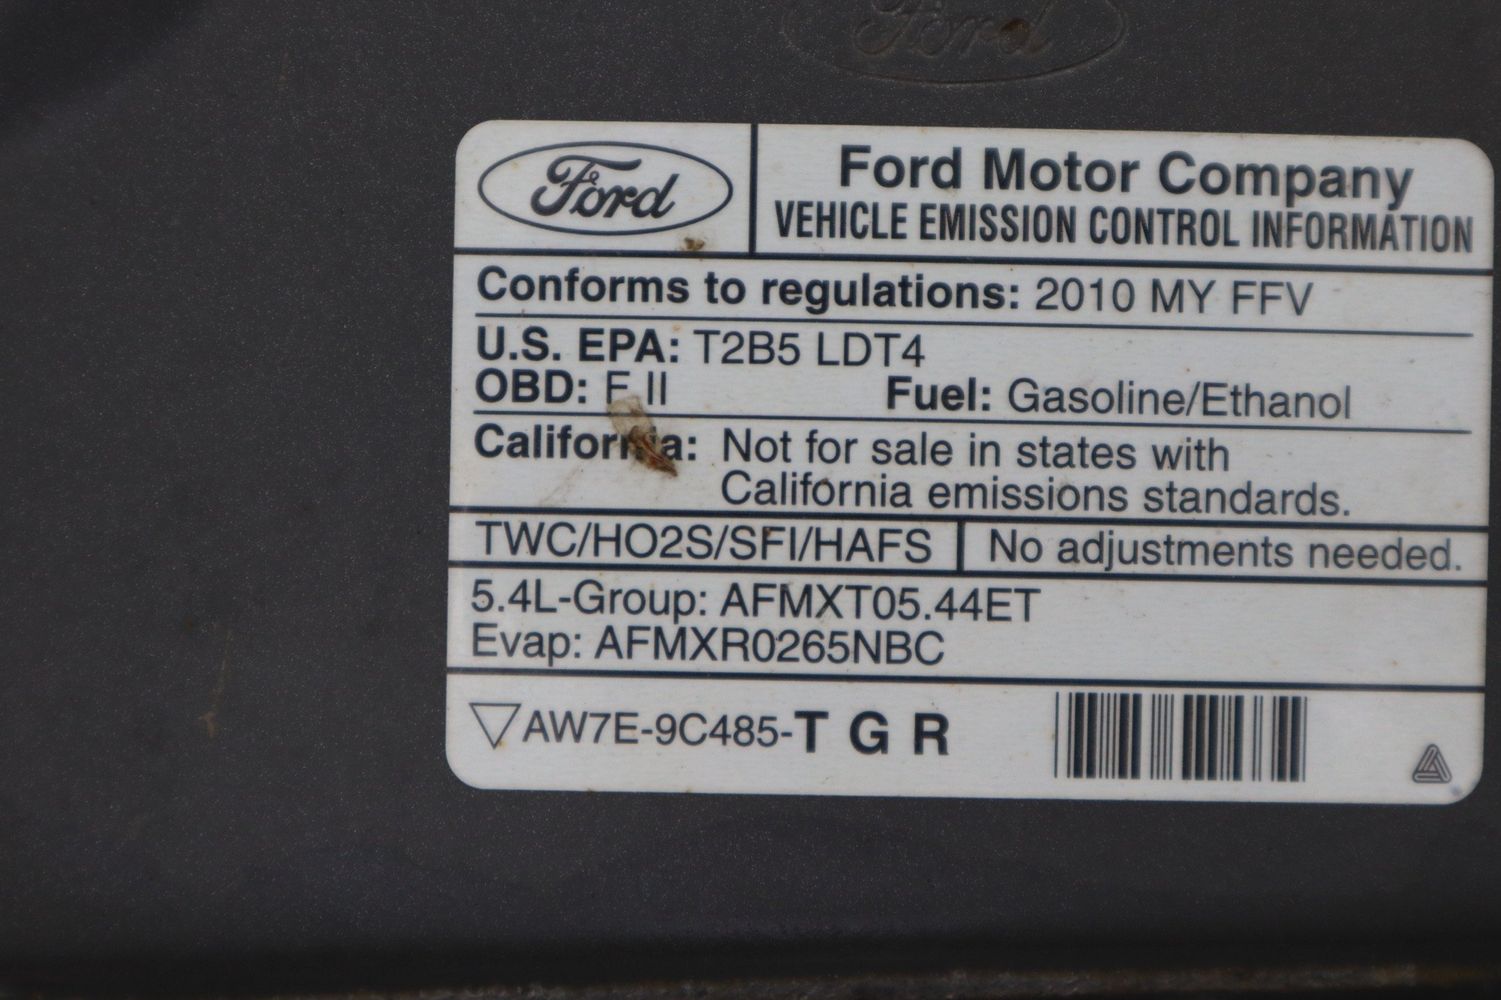 Ford
Ford
Ford Motor Company
VEHICLE EMISSION CONTROL INFORMATION
Conforms to regulations: 2010 MY FFV
U.S. EPA: T2B5 LDT4
OBD: F II Fuel: Gasoline/Ethanol
California: Not for sale in states with
California emissions standards.
TWC/HO2S/SFI/HAFS No adjustments needed.
5.4L-Group: AFMXT05.44ET
Evap: AFMXR0265NBC
AW7E-9C485-T G R